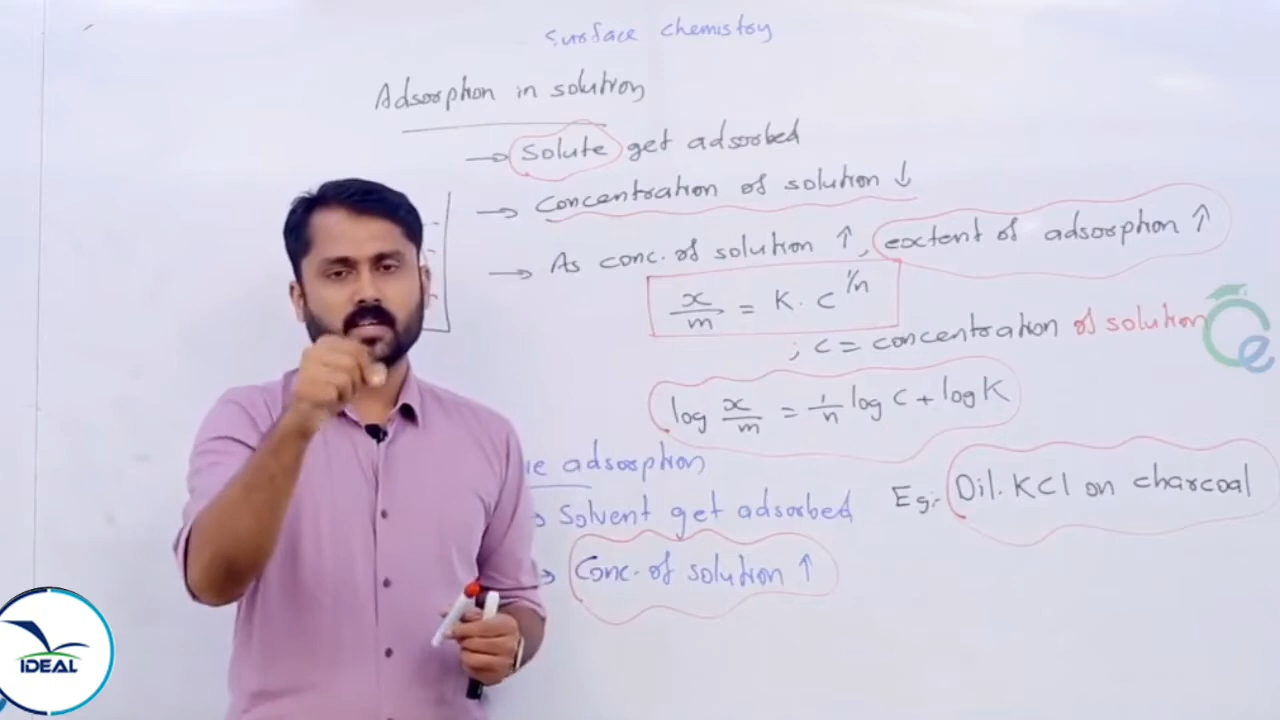 Surface chemistry
Adsorption in solution
→ Solute get adsorbed
→ Concentration of solution ↓
→ As conc. of solution ↑, extent of adsorption ↑
x/m = K. C^1/n
; C = concentration of solution
log x/m = 1/n log C + log K
adsorption
Solvent get adsorbed
Eg:- Dil. KCl on charcoal
→ Conc. of solution ↑
IDEAL